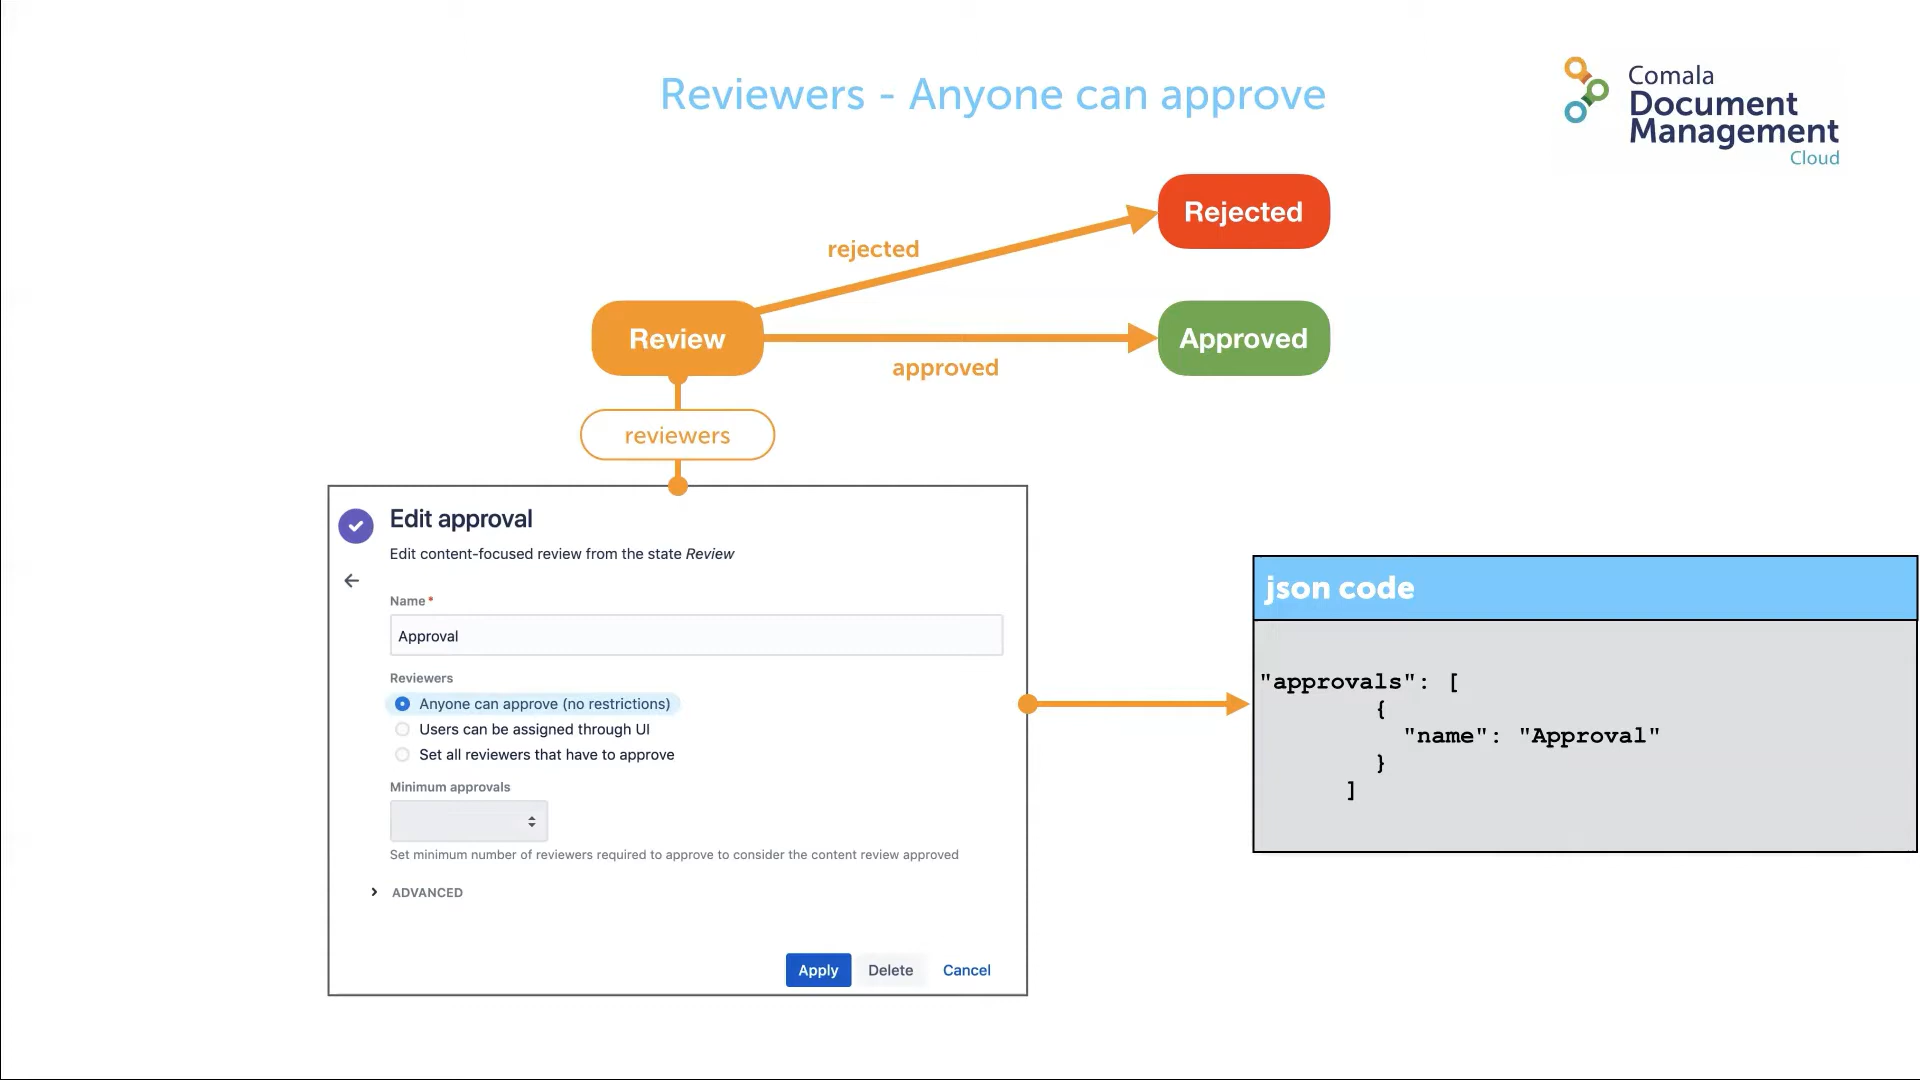 Reviewers - Anyone can approve
Comala
Document
Management
Cloud
Rejected
rejected
Review
Approved
approved
reviewers
Edit approval
Edit content-focused review from the state Review
Name*
Approval
Reviewers
Anyone can approve (no restrictions)
Users can be assigned through UI
Set all reviewers that have to approve
Minimum approvals
Set minimum number of reviewers required to approve to consider the content review approved
ADVANCED
Apply Delete Cancel
json code
"approvals": [
{
"name": "Approval"
}
]